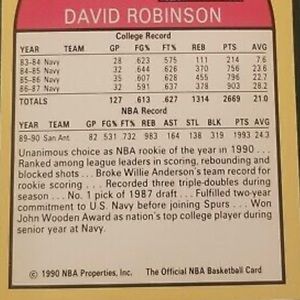 DAVID ROBINSON
College Record
YEAR TEAM GP FG% FT% REB PTS AVG
83-84 Navy 28 .623 .575 111 214 7.6
84-85 Navy 32 .644 .626 370 756 23.6
85-86 Navy 35 .607 .628 455 796 22.7
86-87 Navy 32 .591 .637 378 903 28.2
TOTALS 127 .613 .627 1314 2669 21.0
NBA Record
YEAR TEAM GP FG% FT% REB AST STL BLK PTS AVG
89-90 San Ant. 82 .531 .732 983 164 138 319 1993 24.3
Unanimous choice as NBA rookie of the year in 1990 . . .
Ranked among league leaders in scoring, rebounding and
blocked shots . . . Broke Willie Anderson's team record for
rookie scoring . . . Recorded three triple-doubles during
season . . . No. 1 pick of 1987 draft . . . Fulfilled two-year
commitment to U.S. Navy before joining Spurs . . . Won
John Wooden Award as nation's top college player during
senior year at Navy.
© 1990 NBA Properties, Inc. The Official NBA Basketball Card